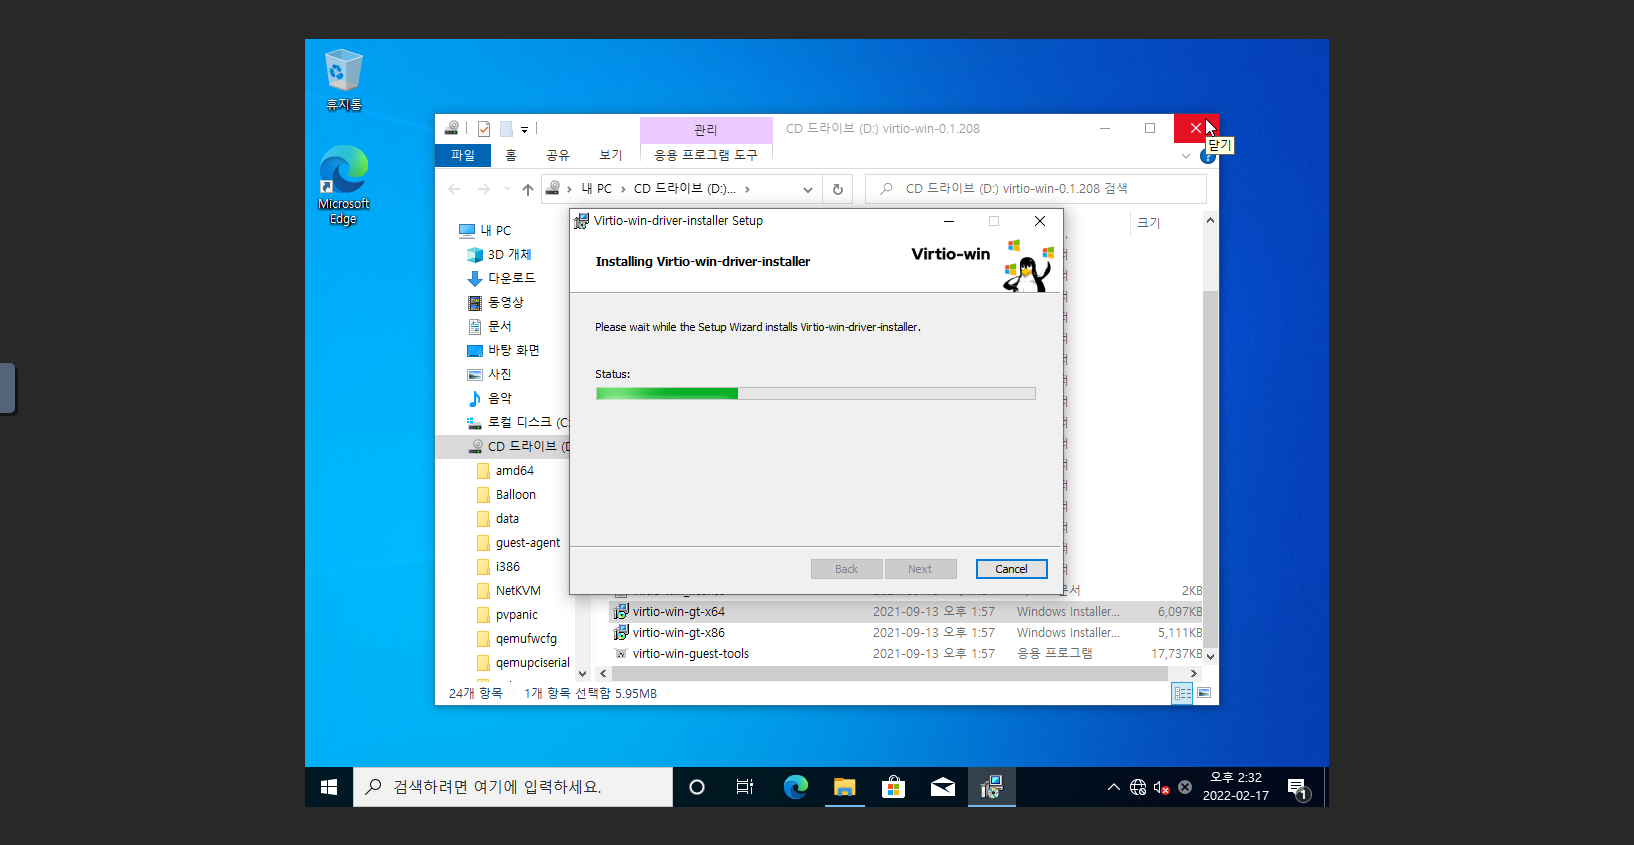 휴지통
Microsoft
Edge
관리
CD 드라이브 (D:) virtio-win-0.1.208
닫기
파일
홈
공유
보기
응용 프로그램 도구
내 PC
CD 드라이브 (D:)...
CD 드라이브 (D:) virtio-win-0.1.208 검색
크기
내 PC
3D 개체
다운로드
동영상
문서
바탕 화면
사진
음악
로컬 디스크 (C:
CD 드라이브 (D
amd64
Balloon
data
guest-agent
i386
NetKVM
pvpanic
qemufwcfg
qemupciserial
Virtio-win-driver-installer Setup
Installing Virtio-win-driver-installer
Virtio-win
Please wait while the Setup Wizard installs Virtio-win-driver-installer.
Status:
Back
Next
Cancel
문서
2KB
virtio-win-gt-x64
2021-09-13 오후 1:57
Windows Installer...
6,097KB
virtio-win-gt-x86
2021-09-13 오후 1:57
Windows Installer...
5,111KB
virtio-win-guest-tools
2021-09-13 오후 1:57
응용 프로그램
17,737KB
24개 항목
1개 항목 선택함 5.95MB
검색하려면 여기에 입력하세요.
오후 2:32
2022-02-17
1